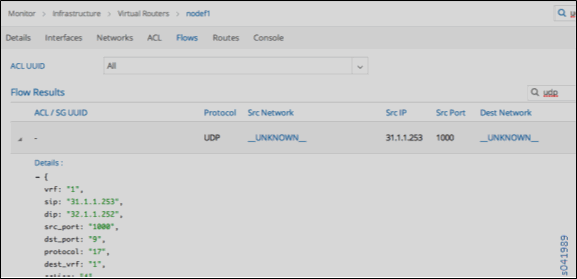 Monitor > Infrastructure > Virtual Routers > nodef1
Details Interfaces Networks ACL Flows Routes Console
ACL UUID All
Flow Results udp
ACL / SG UUID Protocol Src Network Src IP Src Port Dest Network
- UDP __UNKNOWN__ 31.1.1.253 1000 __UNKNOWN__
Details :
- {
vrf: "1",
sip: "31.1.1.253",
dip: "32.1.1.252",
src_port: "1000",
dst_port: "9",
protocol: "17",
dest_vrf: "1",
s041989